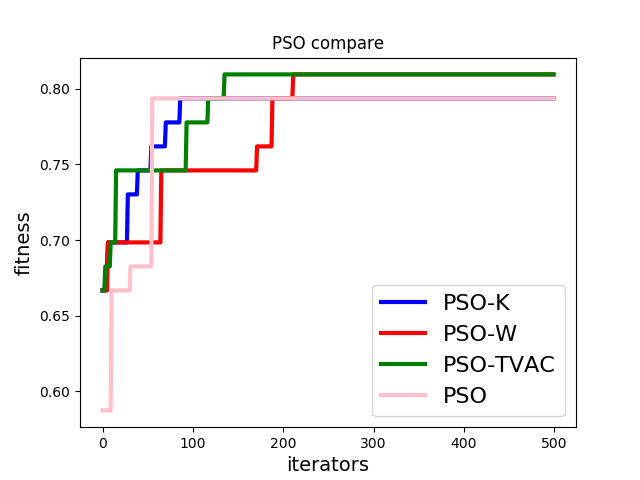 PSO compare
0.80
0.75
0.70
0.65
0.60
fitness
0
100
200
300
400
500
iterators
PSO-K
PSO-W
PSO-TVAC
PSO